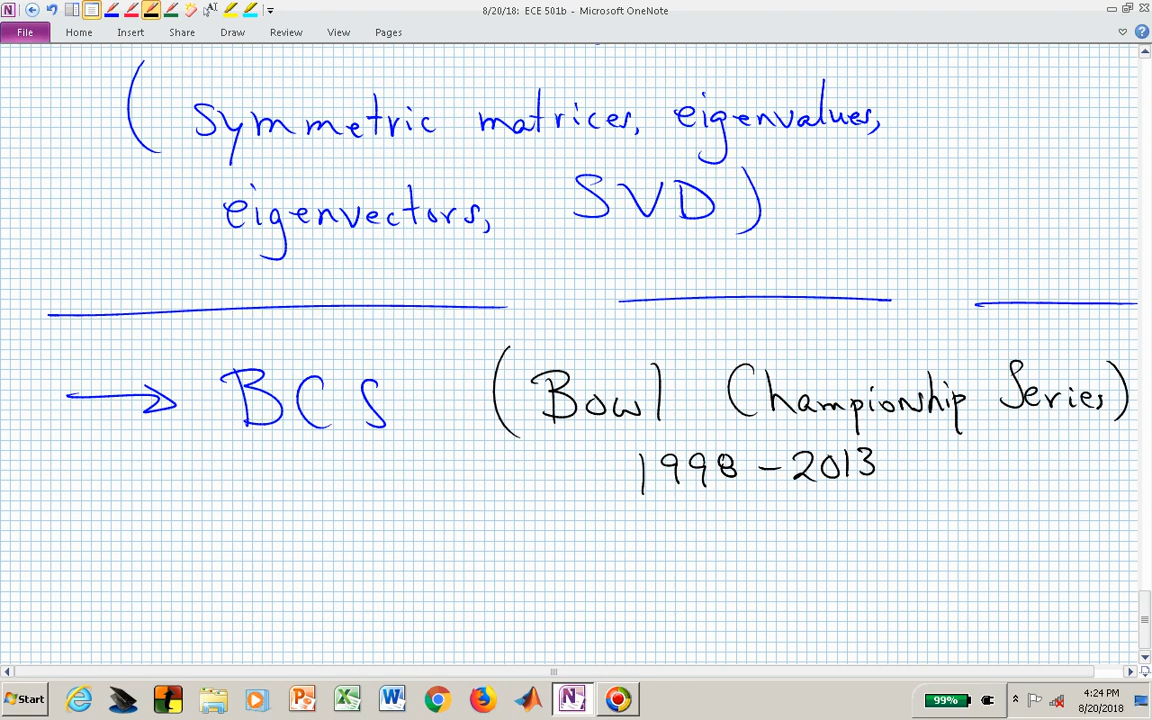 8/20/18: ECE 501b - Microsoft OneNote
File Home Insert Share Draw Review View Pages
( symmetric matrices, eigenvalues,
eigenvectors, SVD )
→ BCS ( Bowl Championship Series )
1998 – 2013
Start 99% 4:24 PM
8/20/2018